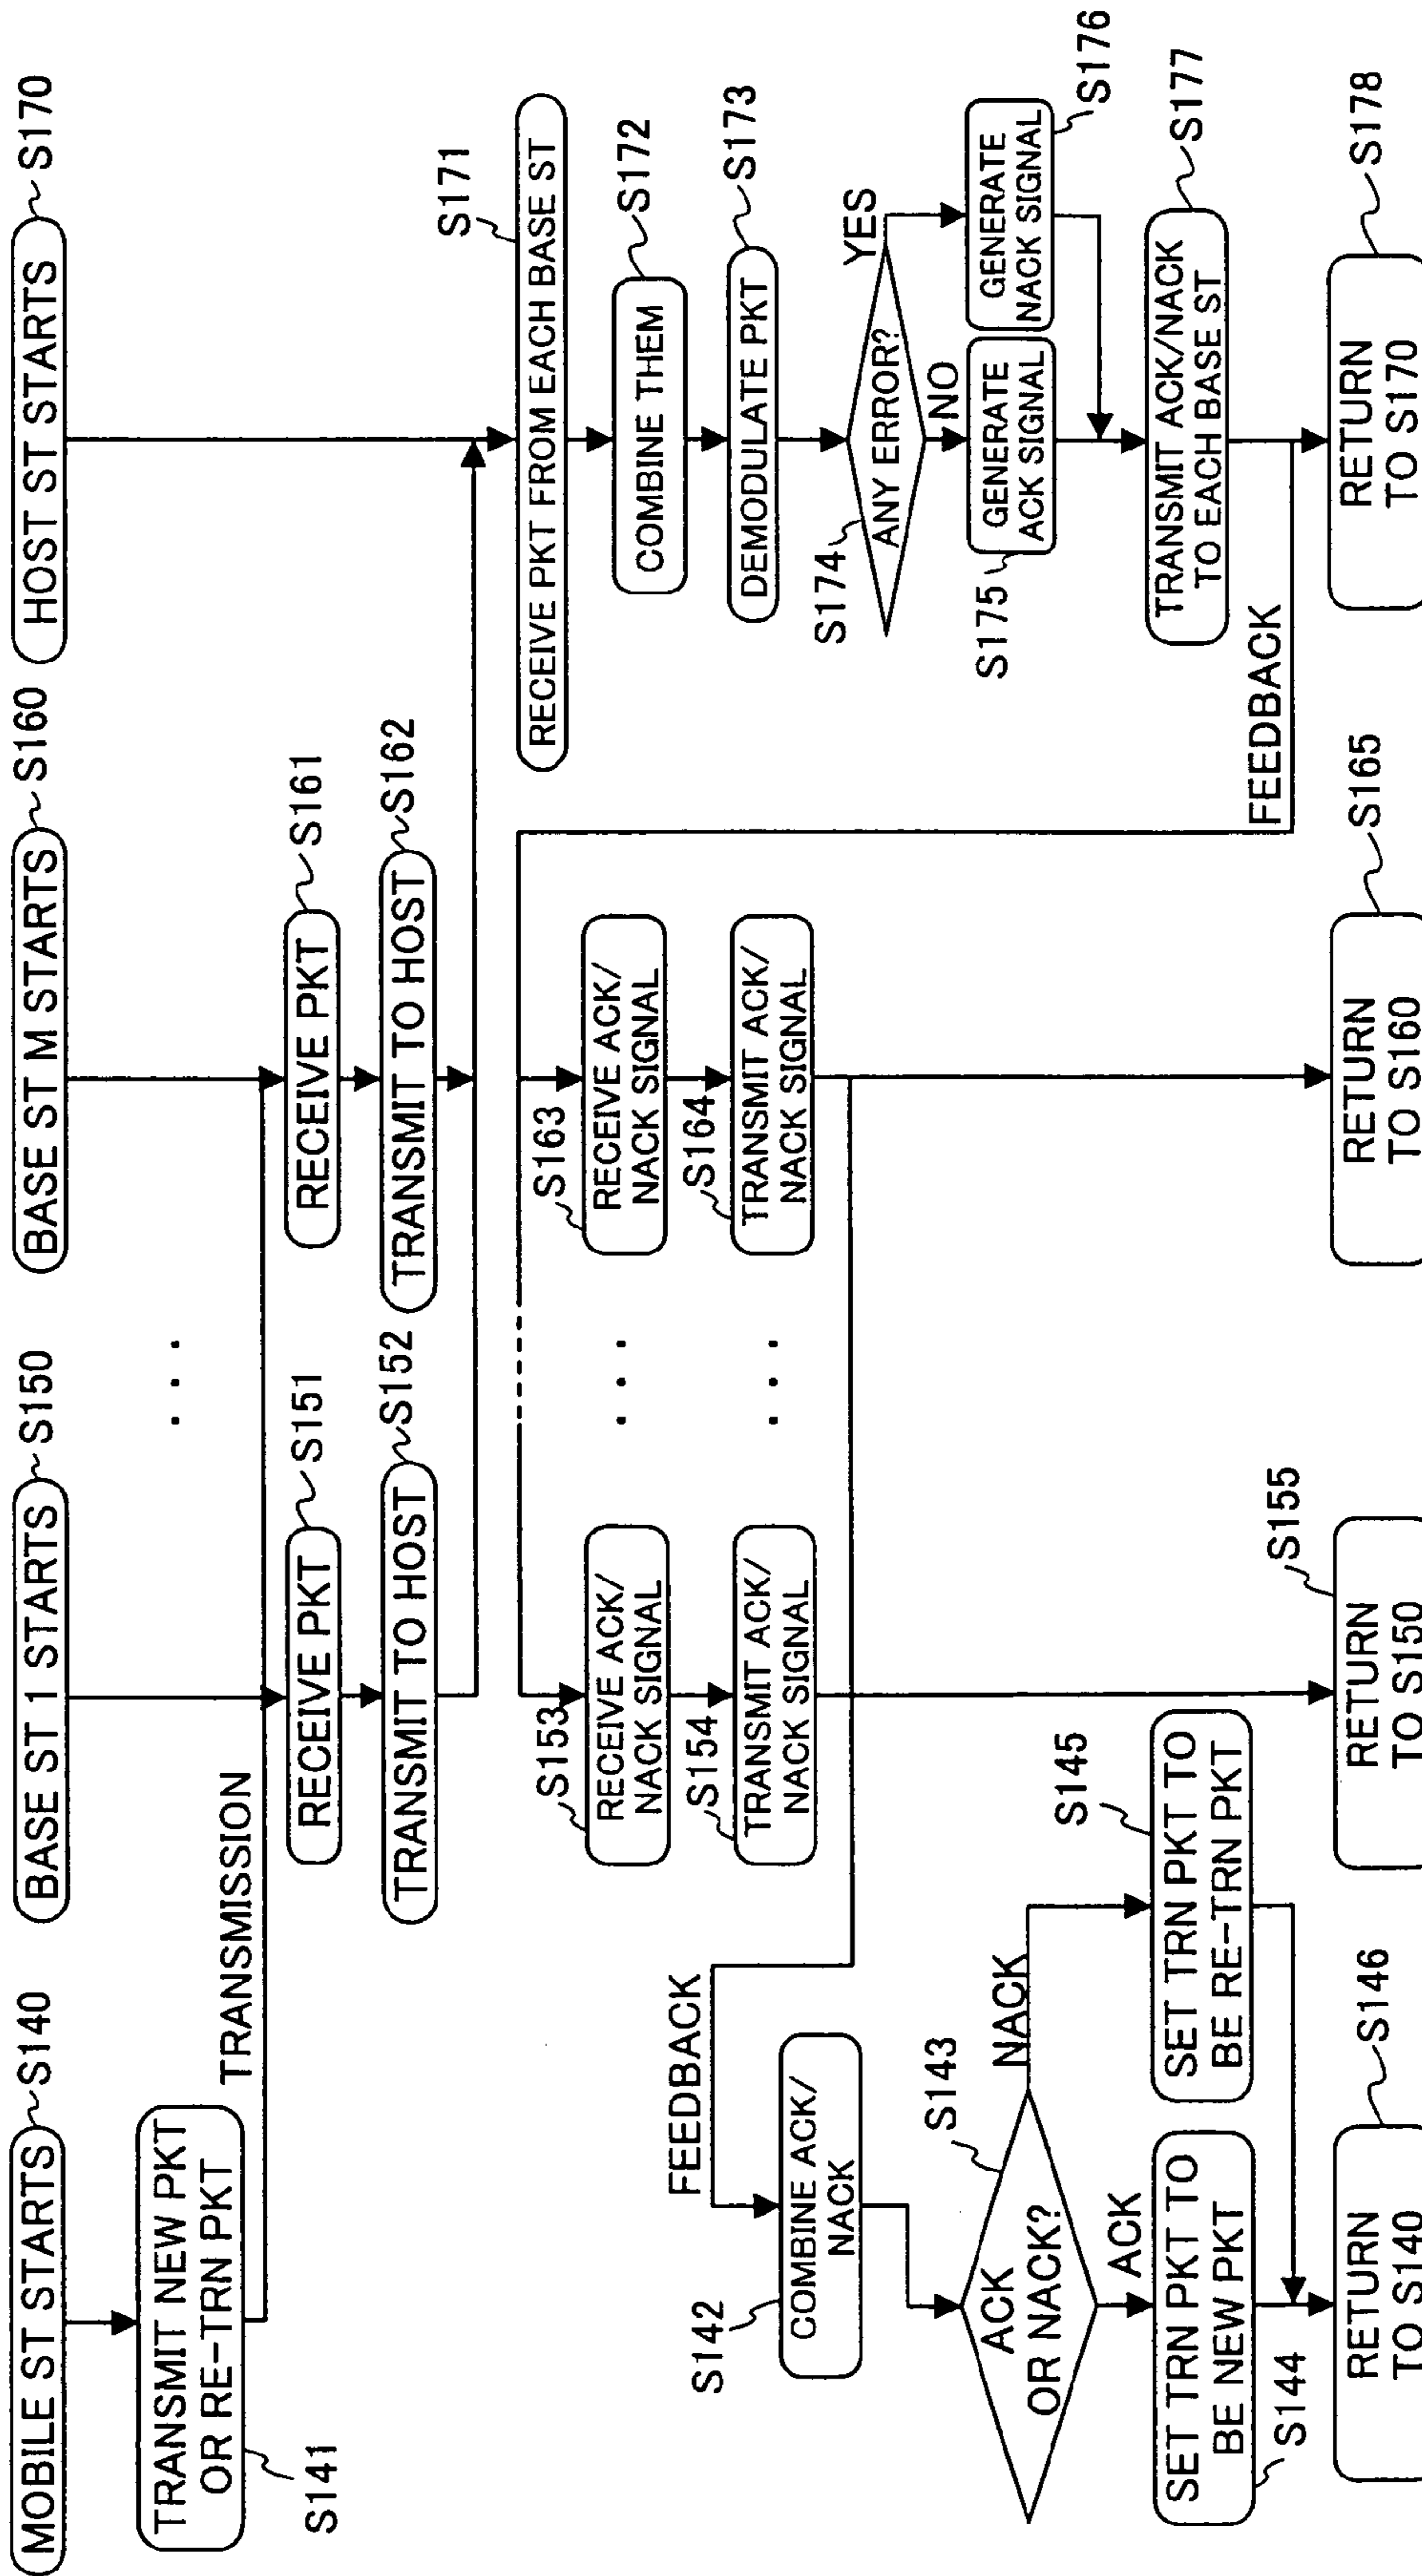 MOBILE ST STARTS
S140
TRANSMIT NEW PKT
OR RE-TRN PKT
S141
TRANSMISSION
FEEDBACK
COMBINE ACK/
NACK
S142
ACK
OR NACK?
S143
NACK
ACK
SET TRN PKT TO
BE NEW PKT
S144
SET TRN PKT TO
BE RE-TRN PKT
S145
RETURN
TO S140
S146
BASE ST 1 STARTS
S150
RECEIVE PKT
S151
TRANSMIT TO HOST
S152
RECEIVE ACK/
NACK SIGNAL
S153
TRANSMIT ACK/
NACK SIGNAL
S154
RETURN
TO S150
S155
. . .
. . .
. . .
BASE ST M STARTS
S160
RECEIVE PKT
S161
TRANSMIT TO HOST
S162
RECEIVE ACK/
NACK SIGNAL
S163
TRANSMIT ACK/
NACK SIGNAL
S164
RETURN
TO S160
S165
HOST ST STARTS
S170
RECEIVE PKT FROM EACH BASE ST
S171
COMBINE THEM
S172
DEMODULATE PKT
S173
ANY ERROR?
S174
YES
NO
GENERATE
ACK SIGNAL
S175
GENERATE
NACK SIGNAL
S176
TRANSMIT ACK/NACK
TO EACH BASE ST
S177
FEEDBACK
RETURN
TO S170
S178